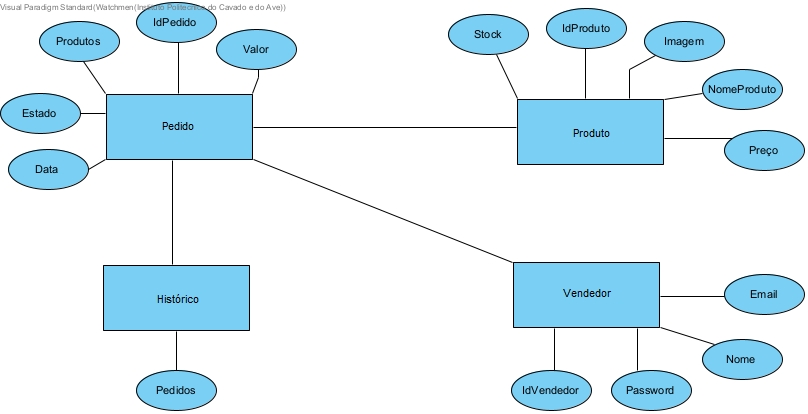 Visual Paradigm Standard(Watchmen(Instituto Politecnico do Cavado e do Ave))
IdPedido
Produtos
Valor
Estado
Pedido
Data
Stock
IdProduto
Imagem
NomeProduto
Produto
Preço
Histórico
Pedidos
Vendedor
Email
Nome
IdVendedor
Password